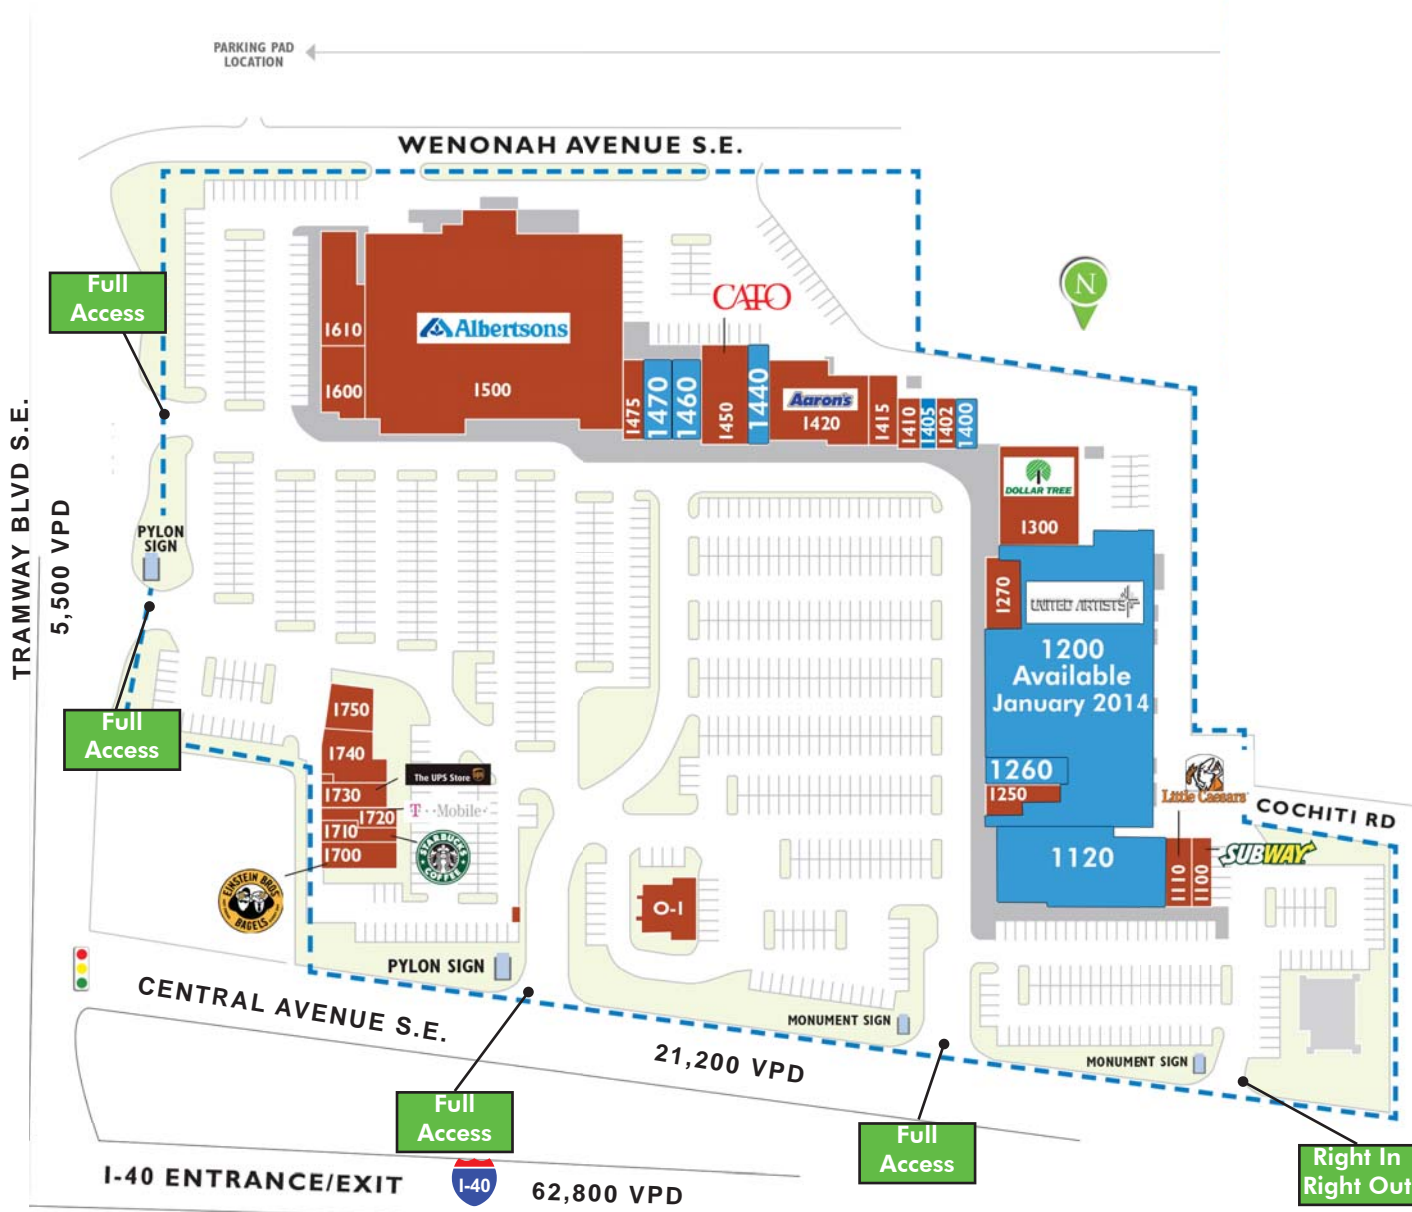 PARKING PAD
LOCATION
WENONAH AVENUE S.E.
Full
Access
N
CATO
1610
Albertsons
1600
1500
1475
1470
1460
1450
1440
Aaron's
1420
1415
1410
1405
1402
1400
TRAMWAY BLVD S.E.
5,500 VPD
DOLLAR TREE
1300
PYLON
SIGN
1270
UNITED ARTISTS
1200
Available
January 2014
Full
Access
1750
1740
The UPS Store
ups
1730
1720
T··Mobile·
1710
1700
STARBUCKS
COFFEE
EINSTEIN BROS
BAGELS
1260
1250
Little Caesars
COCHITI RD
1120
1110
1100
SUBWAY
O-1
PYLON SIGN
CENTRAL AVENUE S.E.
MONUMENT SIGN
21,200 VPD
MONUMENT SIGN
Full
Access
Full
Access
Right In
Right Out
I-40 ENTRANCE/EXIT
I-40
62,800 VPD